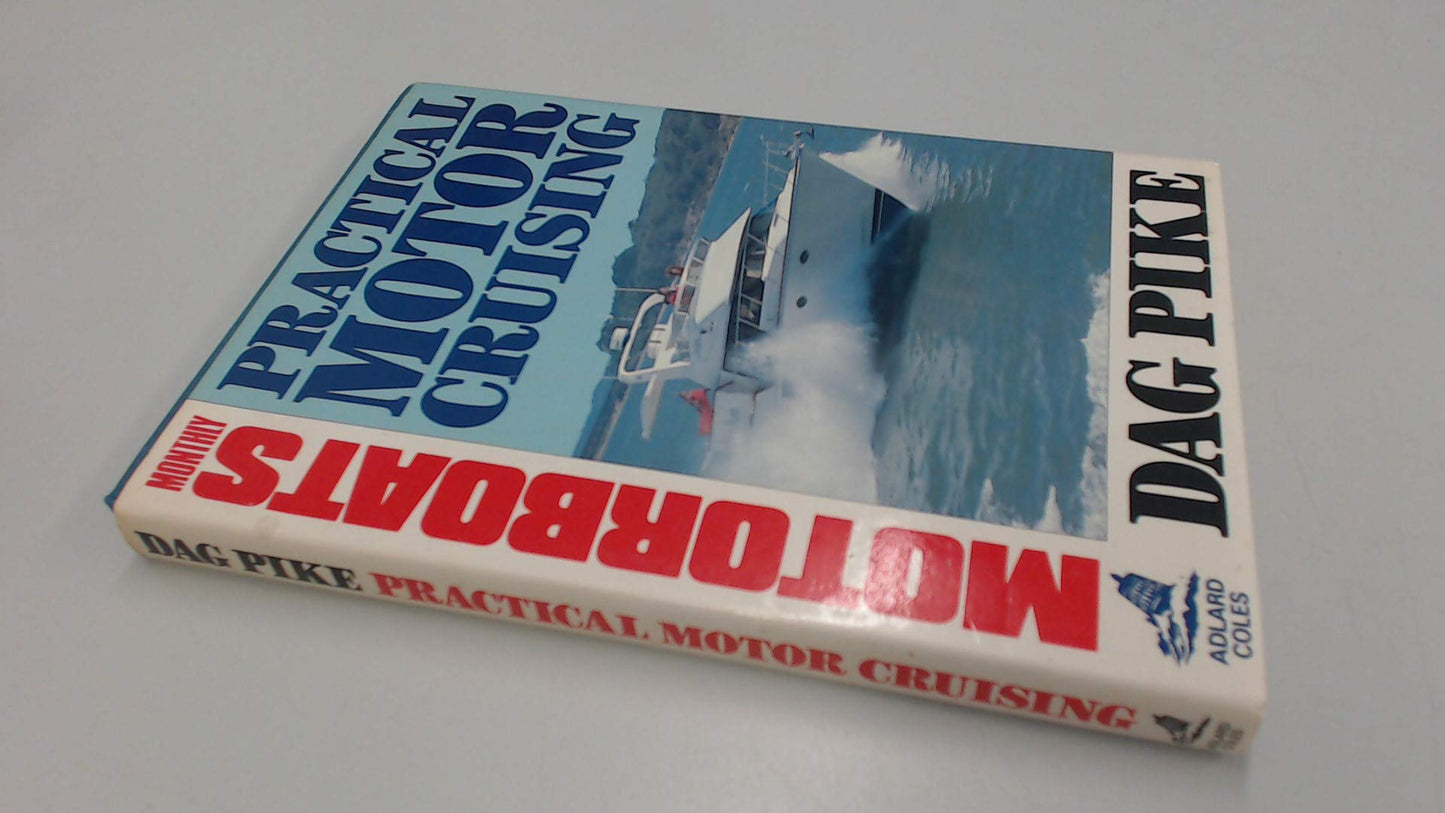 PRACTICAL
MOTOR
CRUISING
MONTHLY
MOTORBOATS
DAG PIKE
ADLARD
COLES
DAG PIKE PRACTICAL MOTOR CRUISING